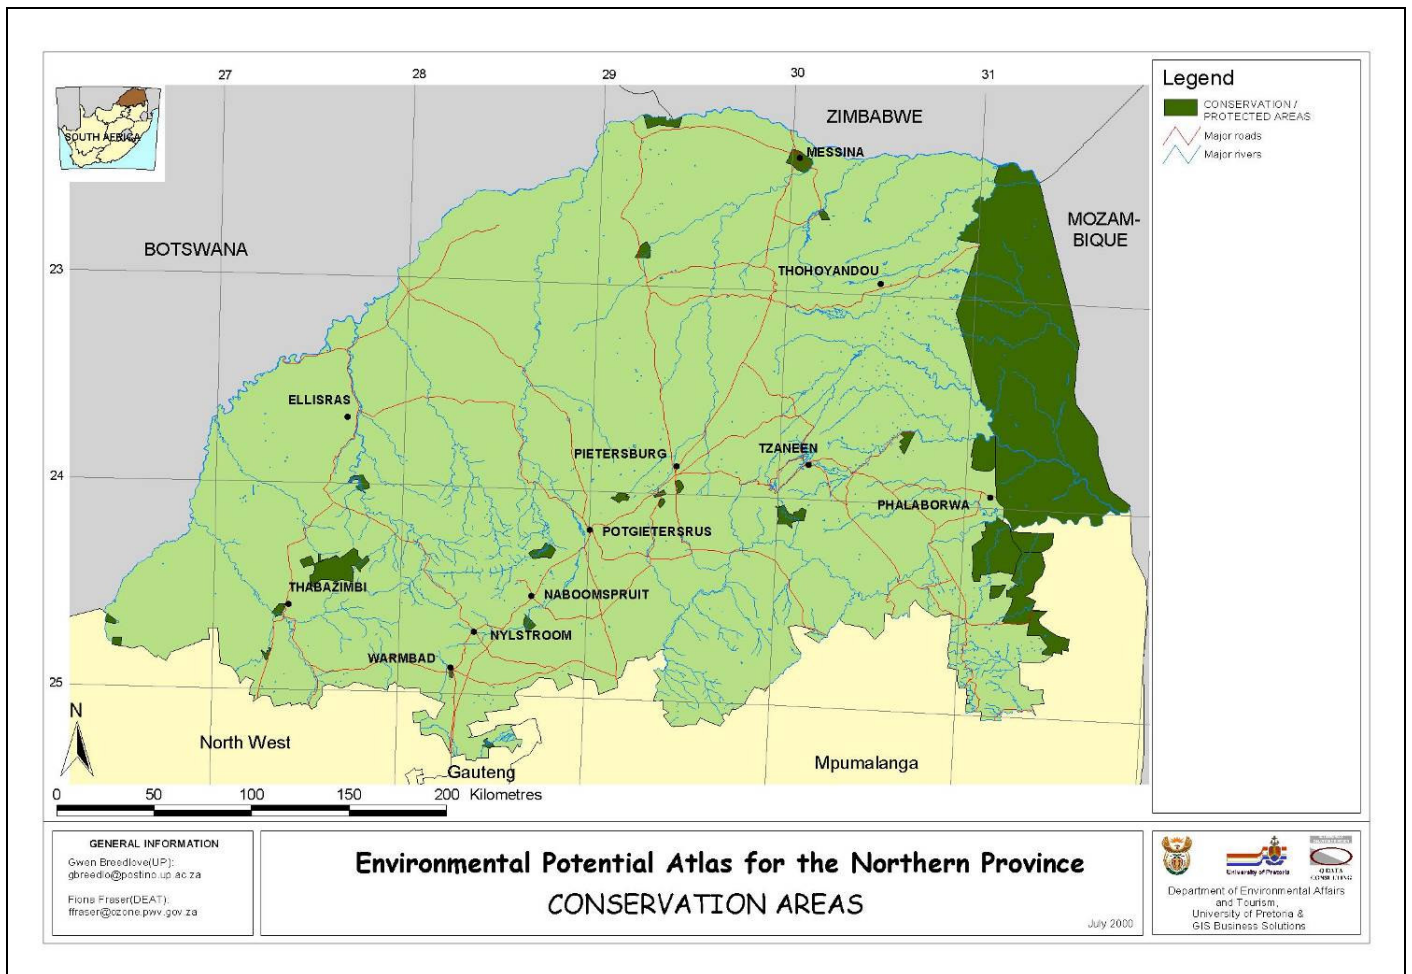 27
28
29
30
31
SOUTH AFRICA
ZIMBABWE
MESSINA
MOZAM-
BIQUE
BOTSWANA
23
THOHOYANDOU
ELLISRAS
PIETERSBURG
TZANEEN
24
PHALABORWA
POTGIETERSRUS
THABAZIMBI
NABOOMSPRUIT
NYLSTROOM
WARMBAD
25
N
North West
Gauteng
Mpumalanga
0 50 100 150 200 Kilometres
Legend
CONSERVATION /
PROTECTED AREAS
Major roads
Major rivers
GENERAL INFORMATION
Gwen Breedlove(UP):
gbreedlo@postino.up.ac.za
Fiona Fraser(DEAT):
ffraser@ozone.pwv.gov.za
Environmental Potential Atlas for the Northern Province
CONSERVATION AREAS
July 2000
University of Pretoria
Q DATA
CONSULTING
Department of Environmental Affairs
and Tourism,
University of Pretoria &
GIS Business Solutions